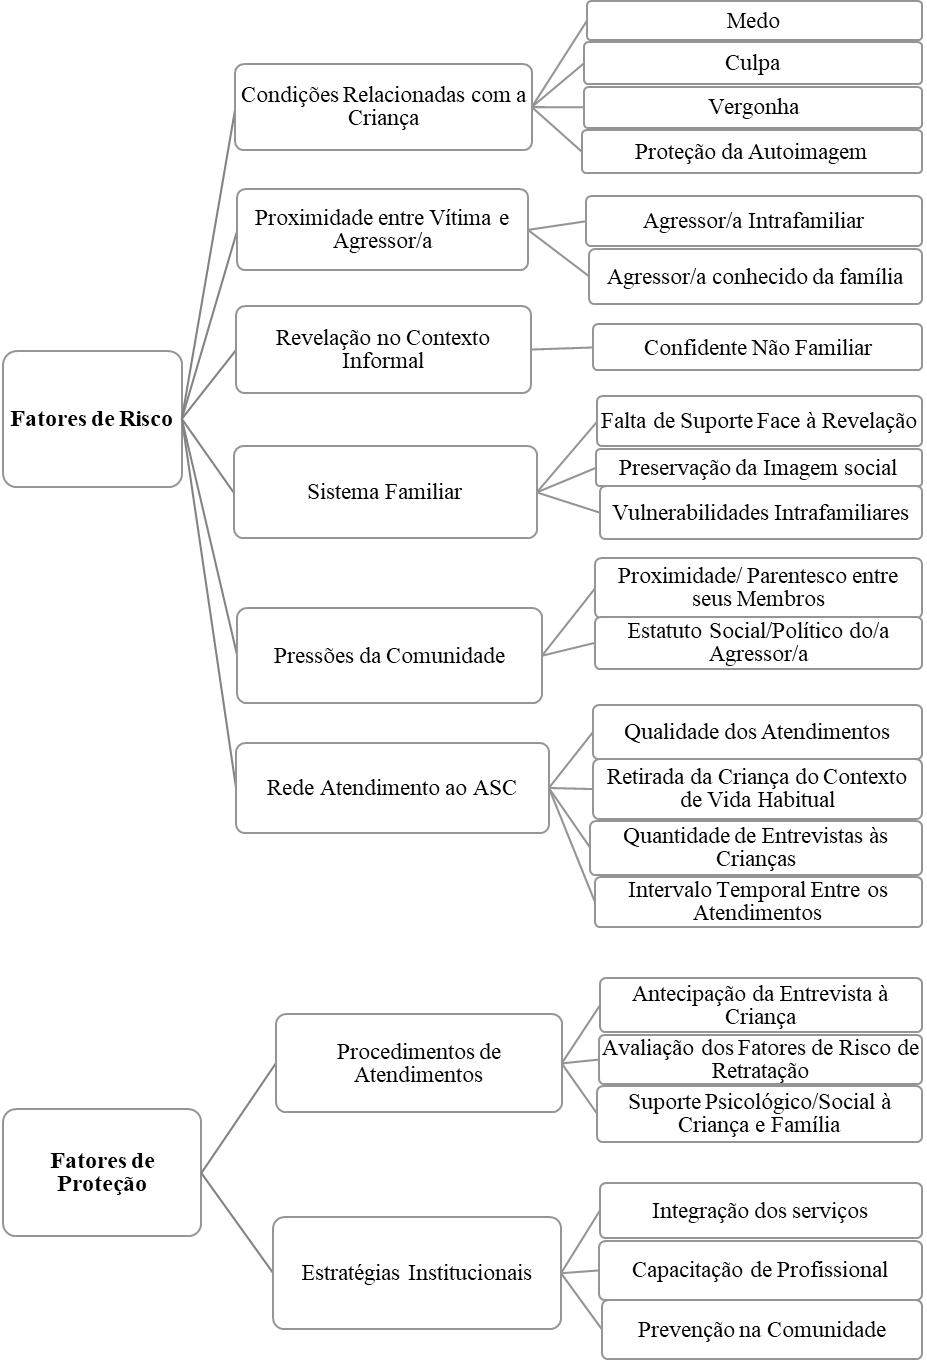 Fatores de Risco
Condições Relacionadas com a
Criança
Medo
Culpa
Vergonha
Proteção da Autoimagem
Proximidade entre Vítima e
Agressor/a
Agressor/a Intrafamiliar
Agressor/a conhecido da família
Revelação no Contexto
Informal
Confidente Não Familiar
Sistema Familiar
Falta de Suporte Face à Revelação
Preservação da Imagem social
Vulnerabilidades Intrafamiliares
Pressões da Comunidade
Proximidade/ Parentesco entre
seus Membros
Estatuto Social/Político do/a
Agressor/a
Rede Atendimento ao ASC
Qualidade dos Atendimentos
Retirada da Criança do Contexto
de Vida Habitual
Quantidade de Entrevistas às
Crianças
Intervalo Temporal Entre os
Atendimentos
Fatores de
Proteção
Procedimentos de
Atendimentos
Antecipação da Entrevista à
Criança
Avaliação dos Fatores de Risco de
Retratação
Suporte Psicológico/Social à
Criança e Família
Estratégias Institucionais
Integração dos serviços
Capacitação de Profissional
Prevenção na Comunidade